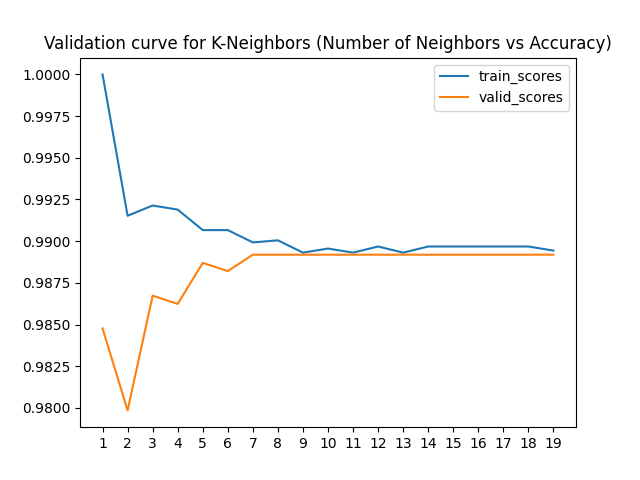 Validation curve for K-Neighbors (Number of Neighbors vs Accuracy)
train_scores
valid_scores
1.0000
0.9975
0.9950
0.9925
0.9900
0.9875
0.9850
0.9825
0.9800
1 2 3 4 5 6 7 8 9 10 11 12 13 14 15 16 17 18 19